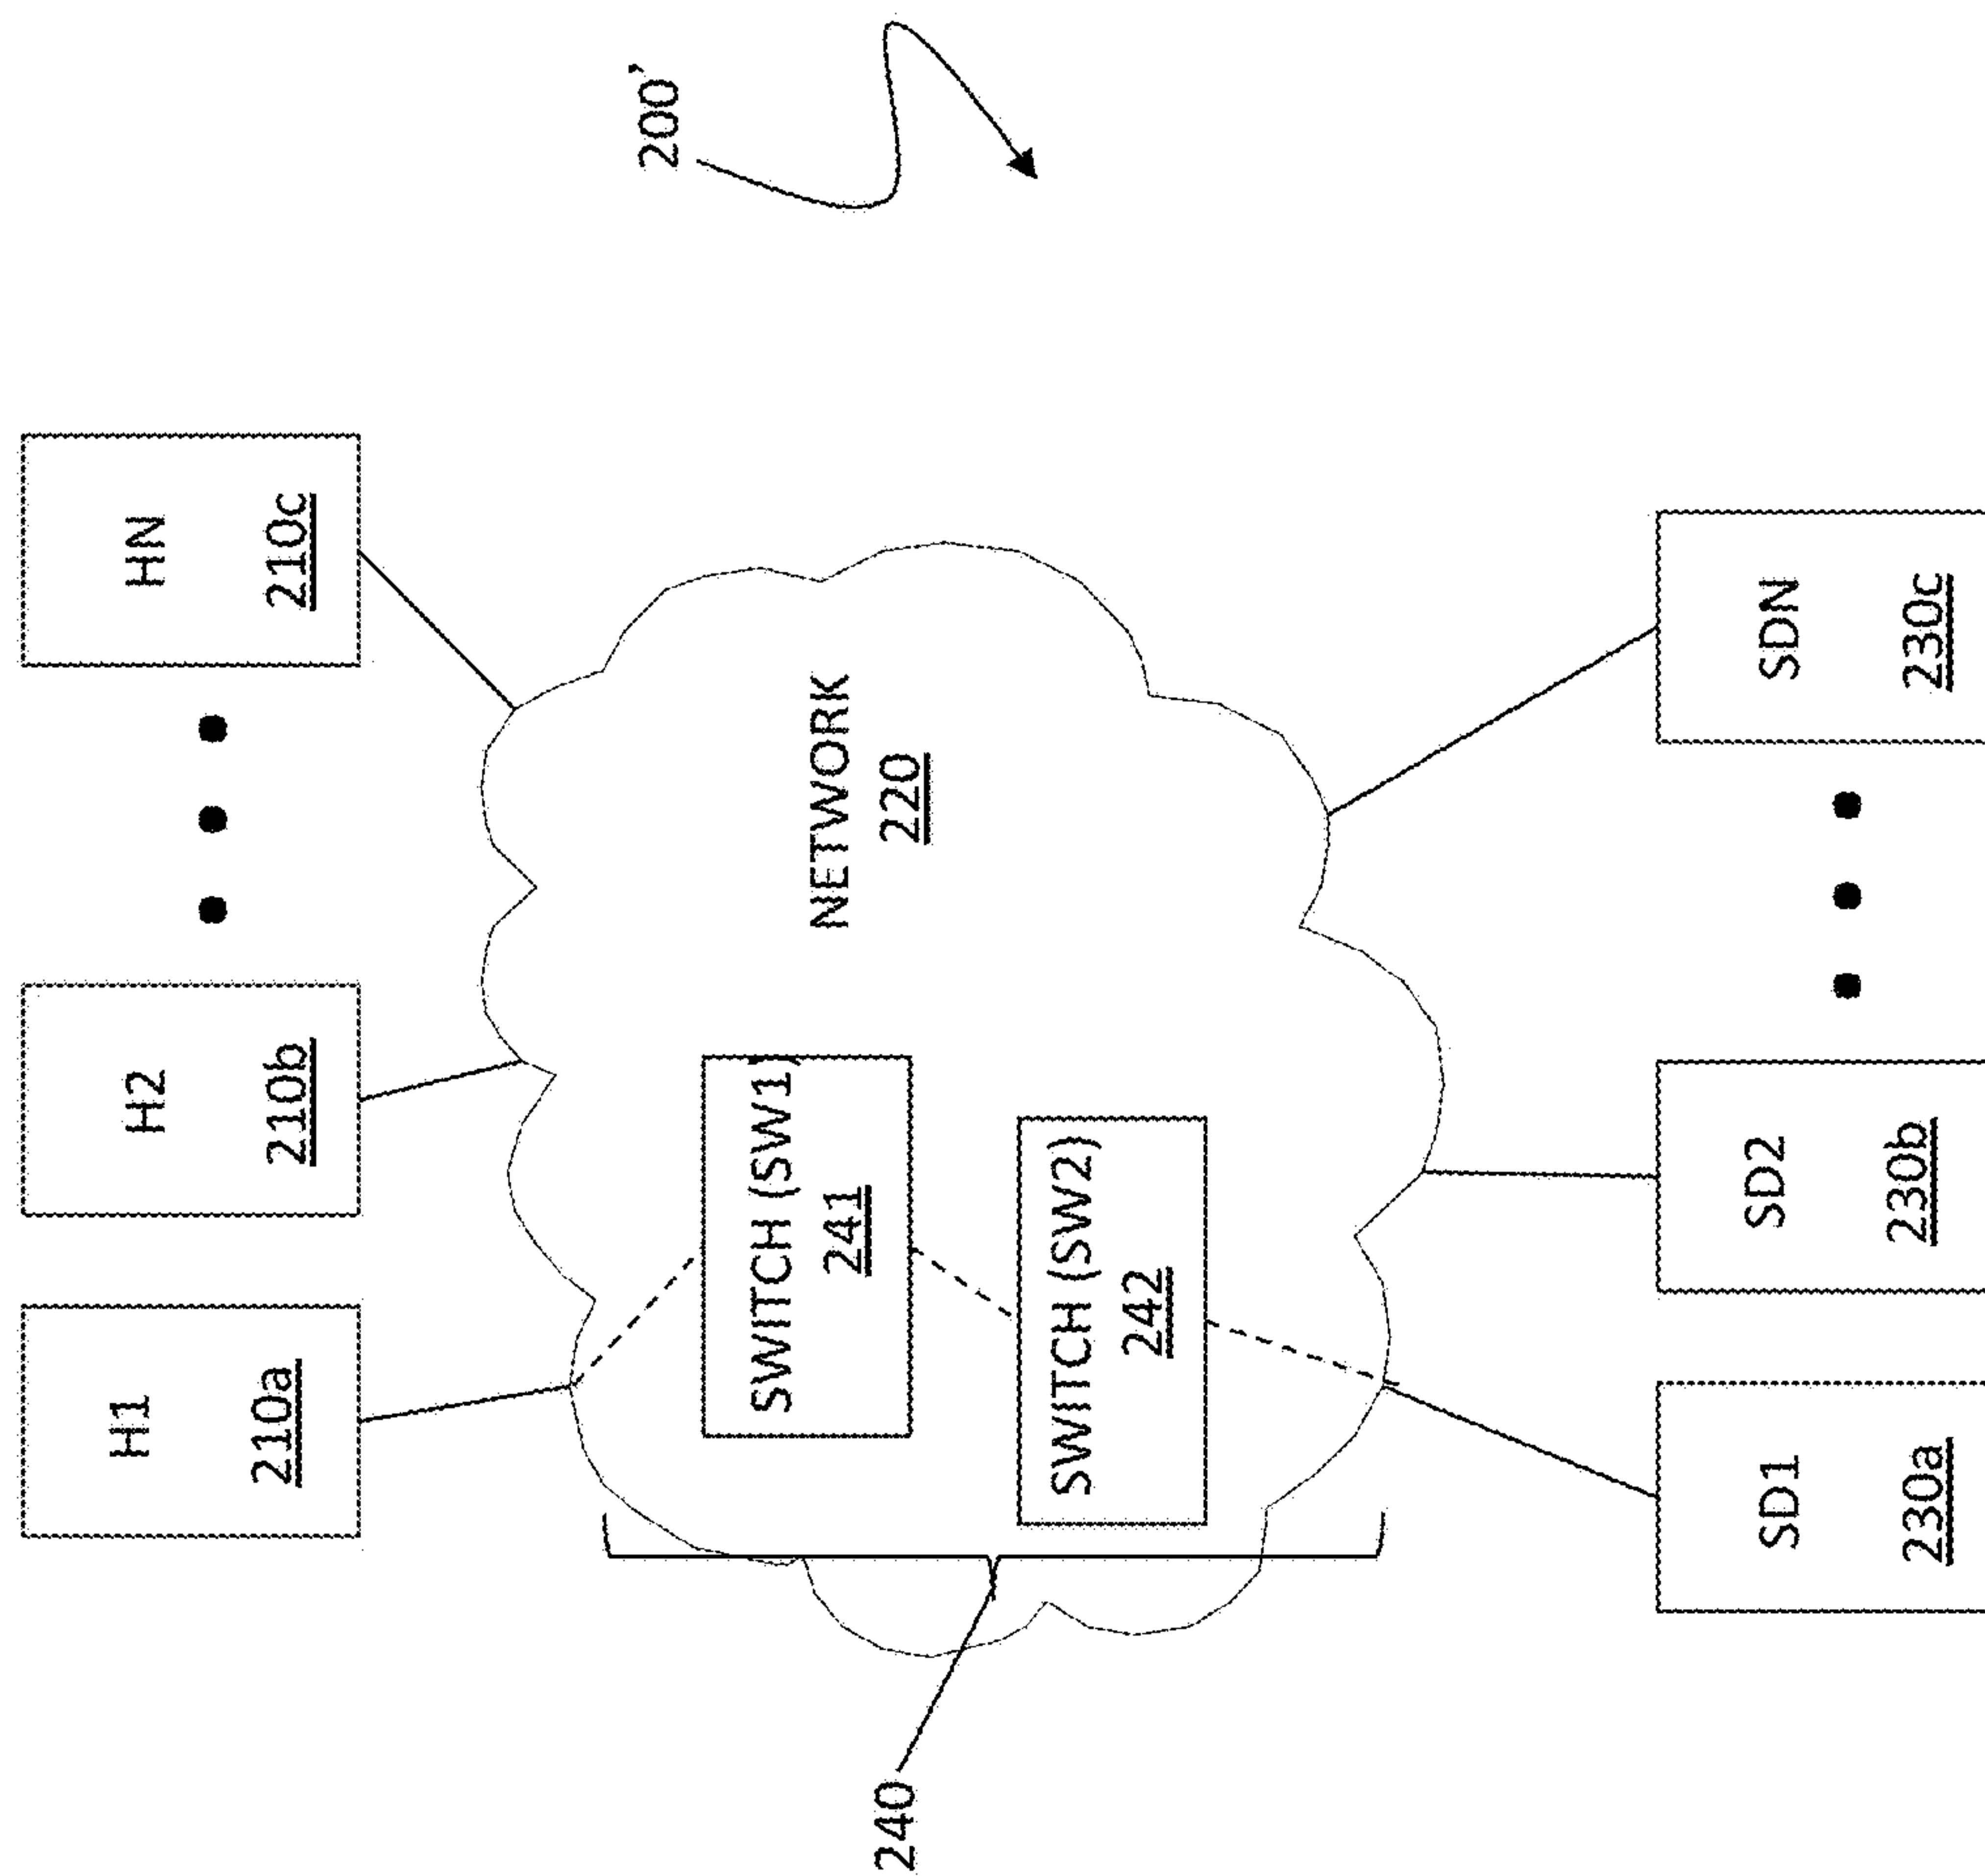 200'
H1
210a
H2
210b
HN
210c
NETWORK
220
SWITCH (SW1)
241
SWITCH (SW2)
242
240
SD1
230a
SD2
230b
SDN
230c